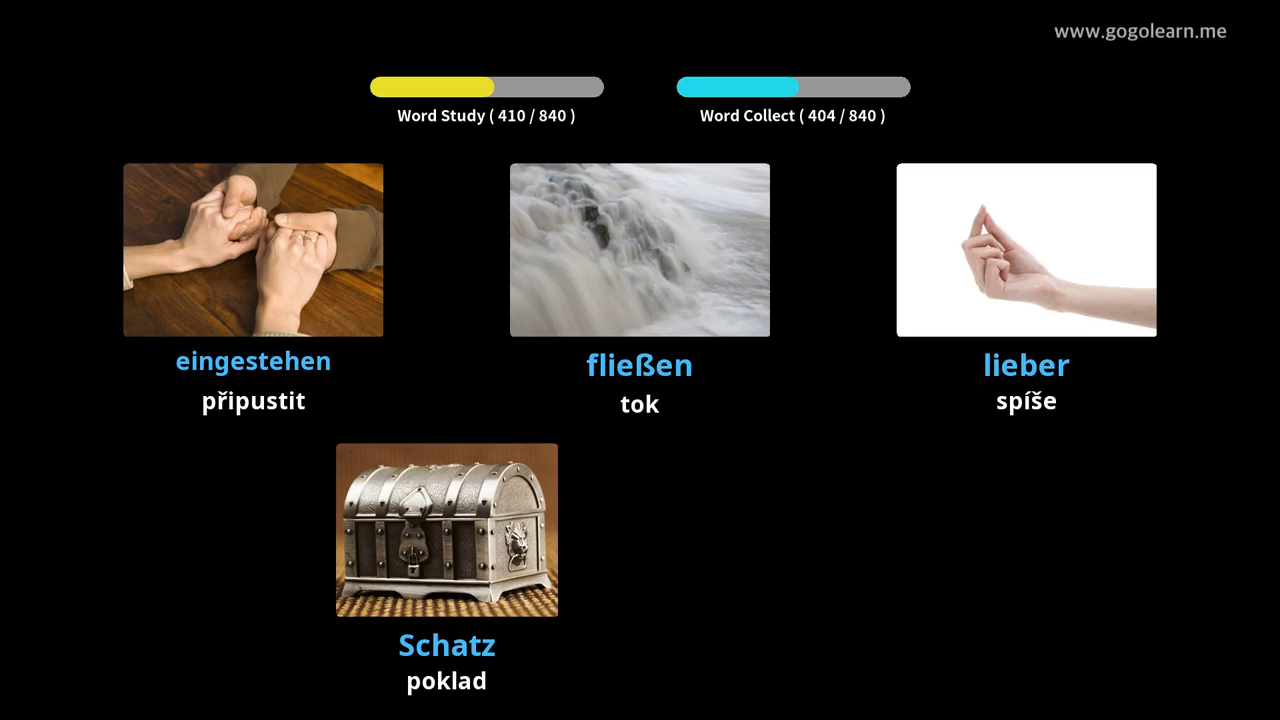 www.gogolearn.me
Word Study ( 410 / 840 )
Word Collect ( 404 / 840 )
eingestehen
připustit
fließen
tok
lieber
spíše
Schatz
poklad